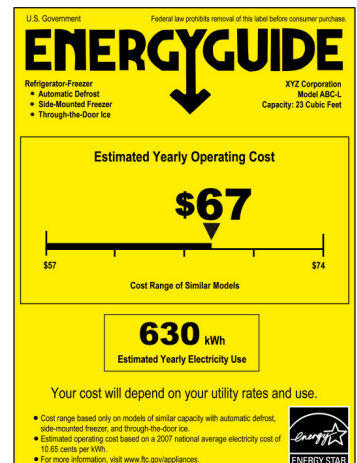 U.S. Government
Federal law prohibits removal of this label before consumer purchase.
ENERGYGUIDE
Refrigerator-Freezer
• Automatic Defrost
• Side-Mounted Freezer
• Through-the-Door Ice
XYZ Corporation
Model ABC-L
Capacity: 23 Cubic Feet
Estimated Yearly Operating Cost
$67
$57
$74
Cost Range of Similar Models
630 kWh
Estimated Yearly Electricity Use
Your cost will depend on your utility rates and use.
• Cost range based only on models of similar capacity with automatic defrost,
side-mounted freezer, and through-the-door ice.
• Estimated operating cost based on a 2007 national average electricity cost of
10.65 cents per kWh.
• For more information, visit www.ftc.gov/appliances.
energy
ENERGY STAR